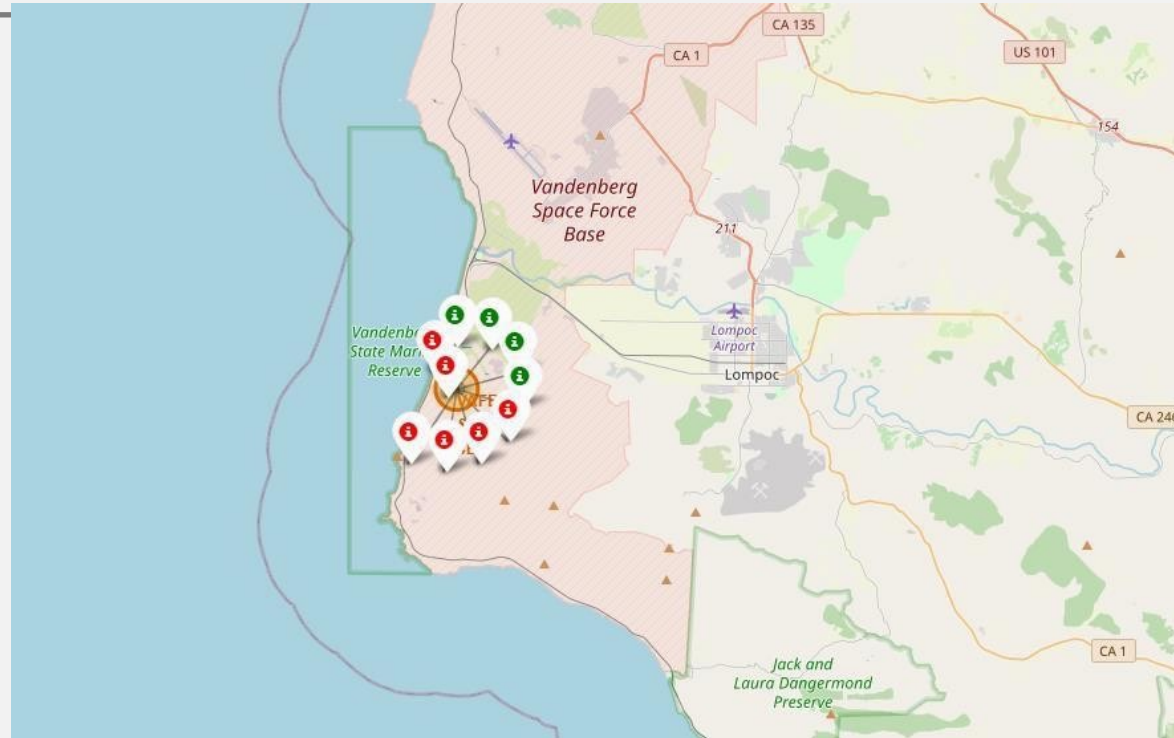 CA 135
CA 1
US 101
154
Vandenberg
Space Force
Base
211
Lompoc
Airport
State
Reserve
Lompoc
CA 246
Jack and
Laura Dangermond
Preserve
CA 1